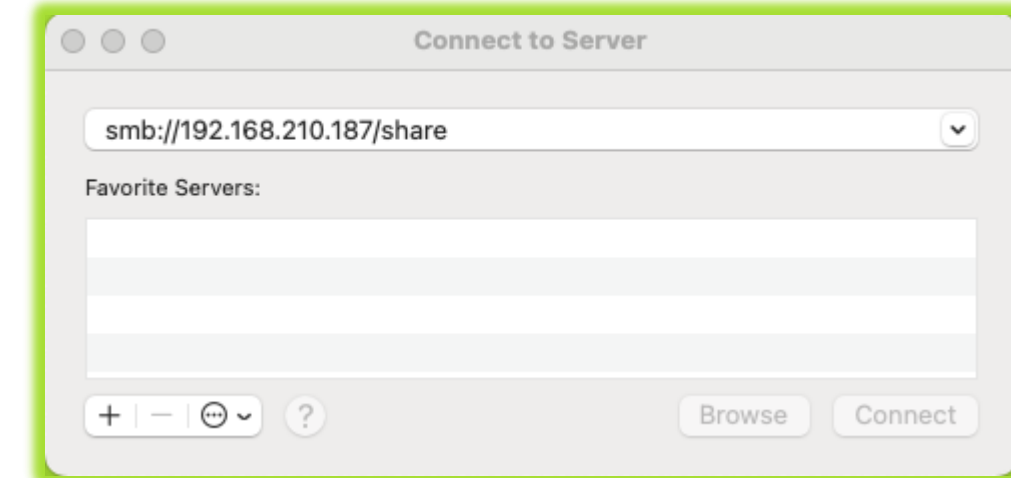 Connect to Server
smb://192.168.210.187/share
Favorite Servers:
+ − ?
Browse Connect